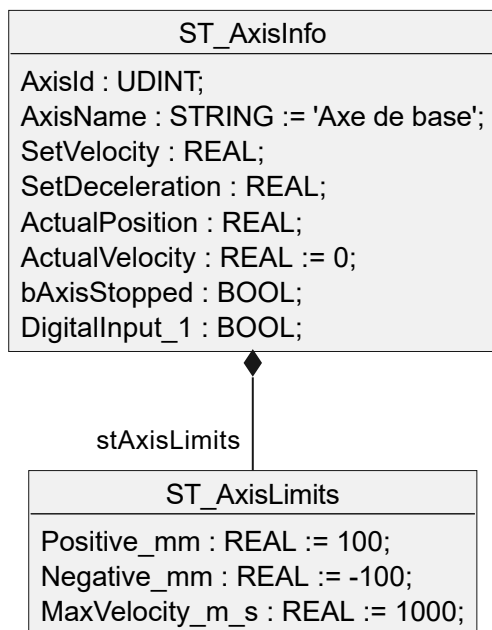 ST_AxisInfo
AxisId : UDINT;
AxisName : STRING := 'Axe de base';
SetVelocity : REAL;
SetDeceleration : REAL;
ActualPosition : REAL;
ActualVelocity : REAL := 0;
bAxisStopped : BOOL;
DigitalInput_1 : BOOL;
stAxisLimits
ST_AxisLimits
Positive_mm : REAL := 100;
Negative_mm : REAL := -100;
MaxVelocity_m_s : REAL := 1000;